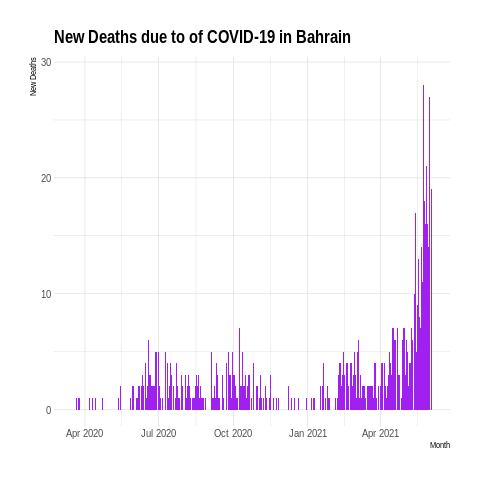 New Deaths due to of COVID-19 in Bahrain
New Deaths
30
20
10
0
Apr 2020 Jul 2020 Oct 2020 Jan 2021 Apr 2021
Month